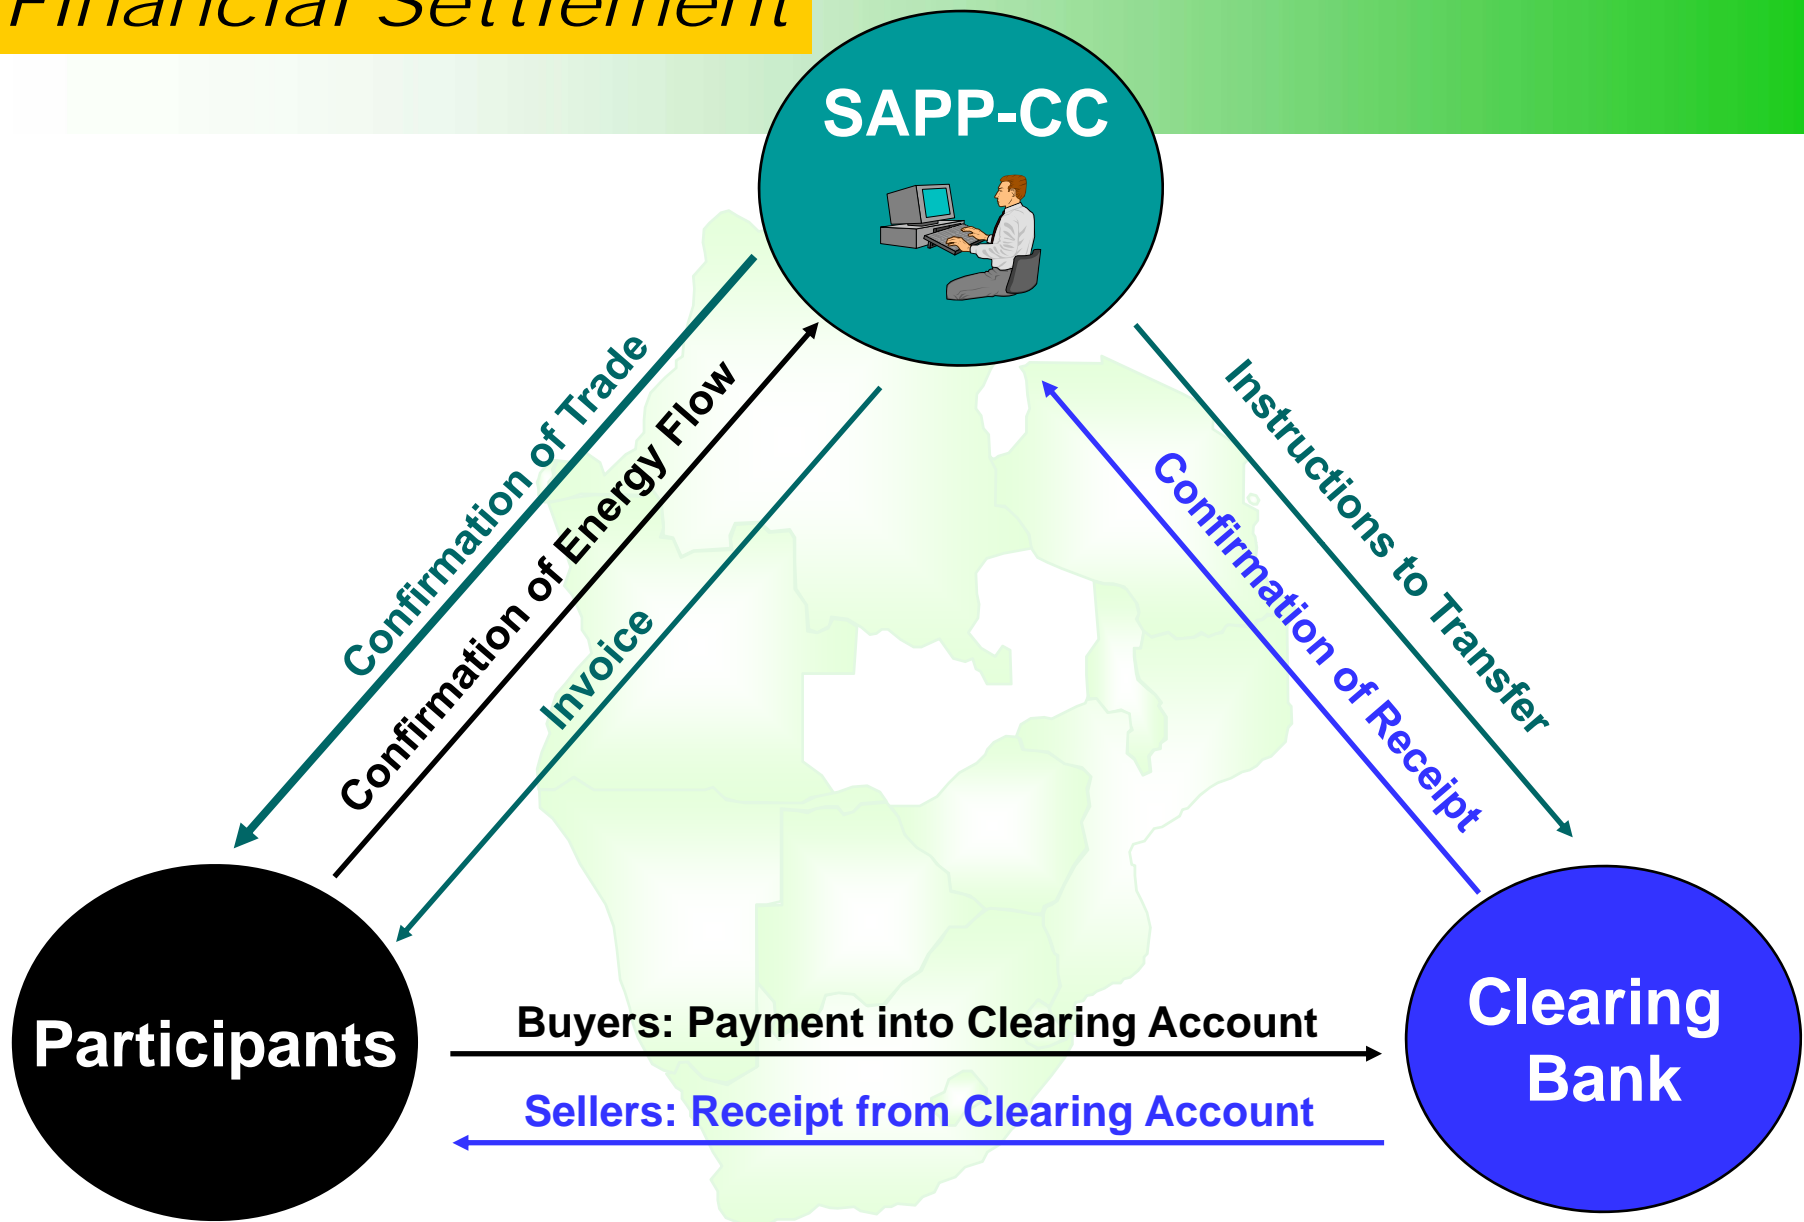 Financial Settlement
SAPP-CC
Confirmation of Trade
Confirmation of Energy Flow
Invoice
Instructions to Transfer
Confirmation of Receipt
Participants
Buyers: Payment into Clearing Account
Sellers: Receipt from Clearing Account
Clearing
Bank